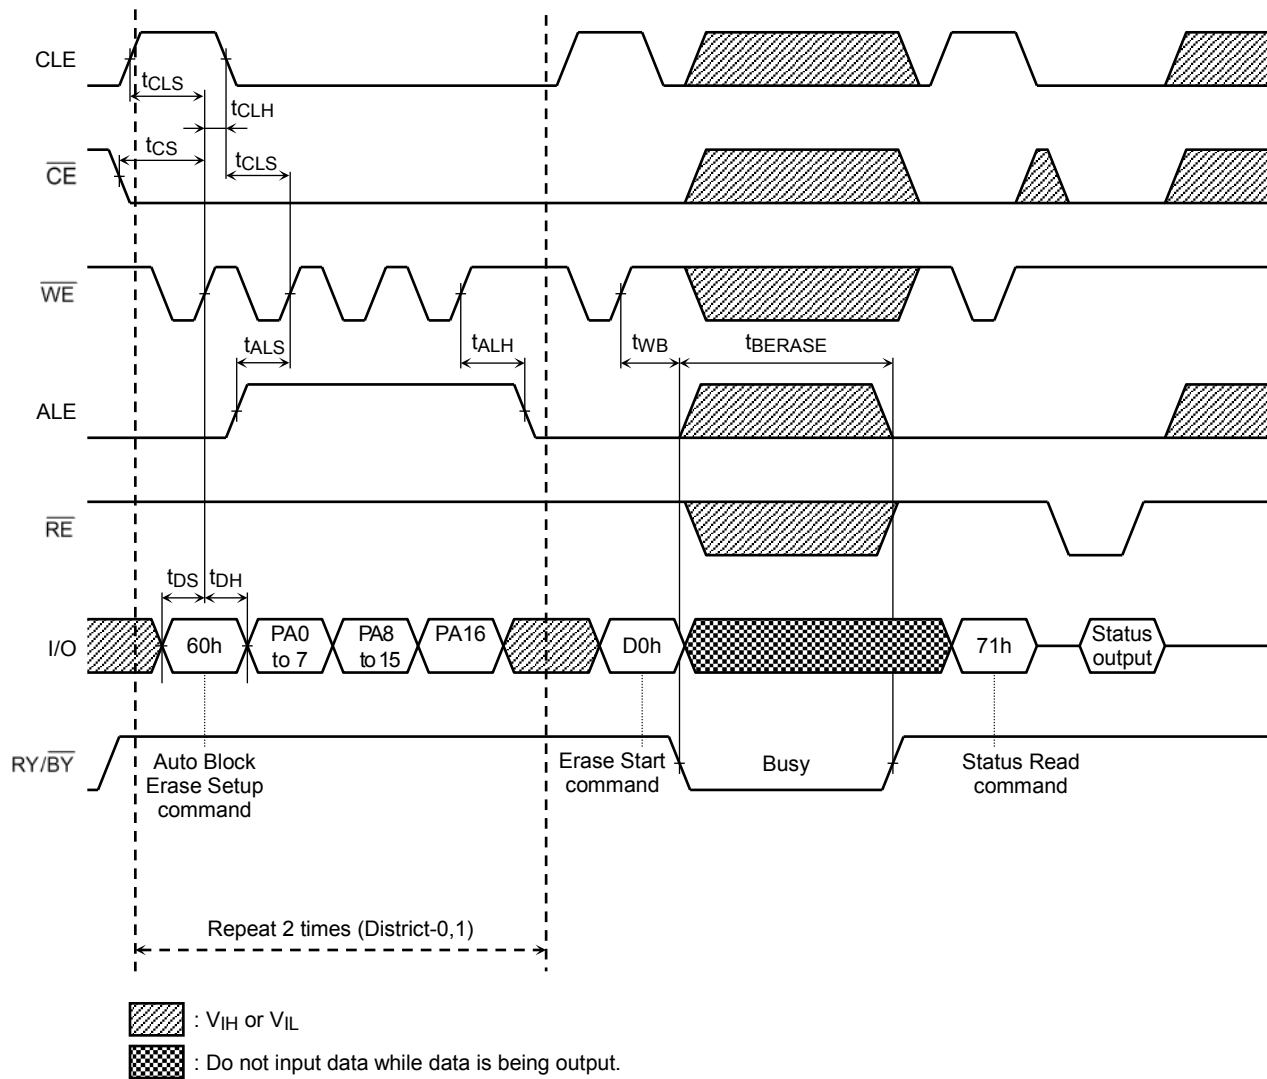 CLE
tCLS
tCLH
tCS
tCLS
CE
WE
tALS
tALH
tWB
tBERASE
ALE
RE
tDS
tDH
I/O
60h
PA0
to 7
PA8
to 15
PA16
D0h
71h
Status
output
RY/BY
Auto Block
Erase Setup
command
Erase Start
command
Busy
Status Read
command
Repeat 2 times (District-0,1)
: VIH or VIL
: Do not input data while data is being output.